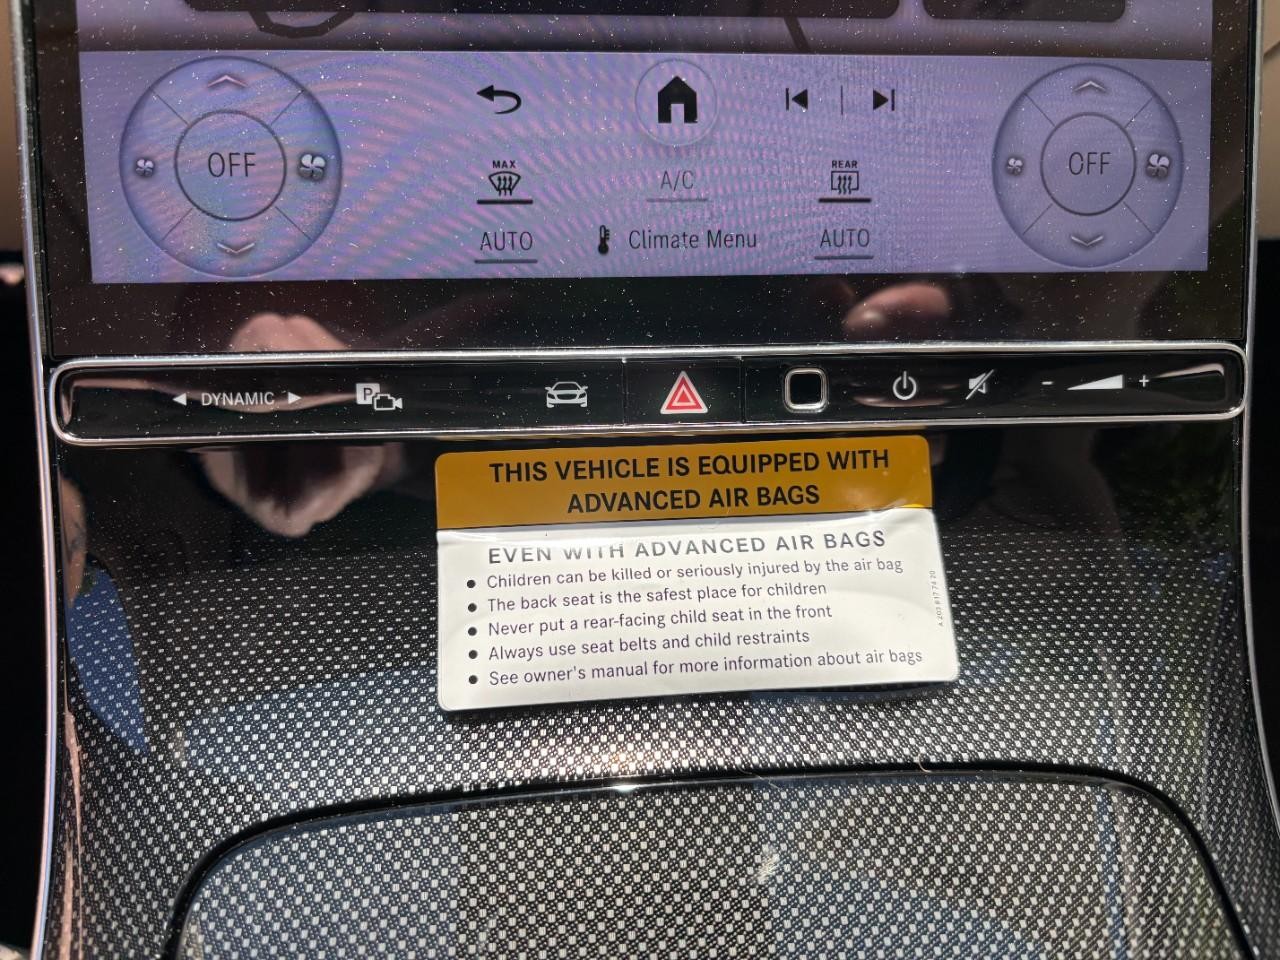 OFF
MAX
A/C
REAR
OFF
AUTO
Climate Menu
AUTO
DYNAMIC
P
- +
THIS VEHICLE IS EQUIPPED WITH
ADVANCED AIR BAGS
EVEN WITH ADVANCED AIR BAGS
● Children can be killed or seriously injured by the air bag
● The back seat is the safest place for children
● Never put a rear-facing child seat in the front
● Always use seat belts and child restraints
● See owner's manual for more information about air bags